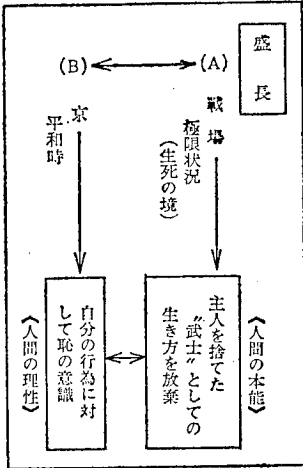 盛長
(A)
戦場
極限状況
(生死の境)
主人を捨てた
“武士”としての
生き方を放棄
《人間の本能》
(B)
京
平和時
自分の行為に対
して恥の意識
《人間の理性》